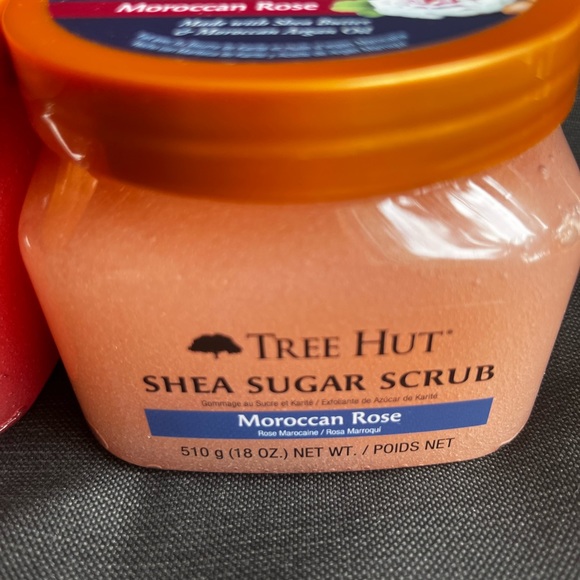 Moroccan Rose
Made with Shea Butter
& Moroccan Argan Oil
TREE HUT®
SHEA SUGAR SCRUB
Gommage au Sucre et Karité / Exfoliante de Azúcar de Karité
Moroccan Rose
Rose Marocaine / Rosa Marroquí
510 g (18 OZ.) NET WT. / POIDS NET